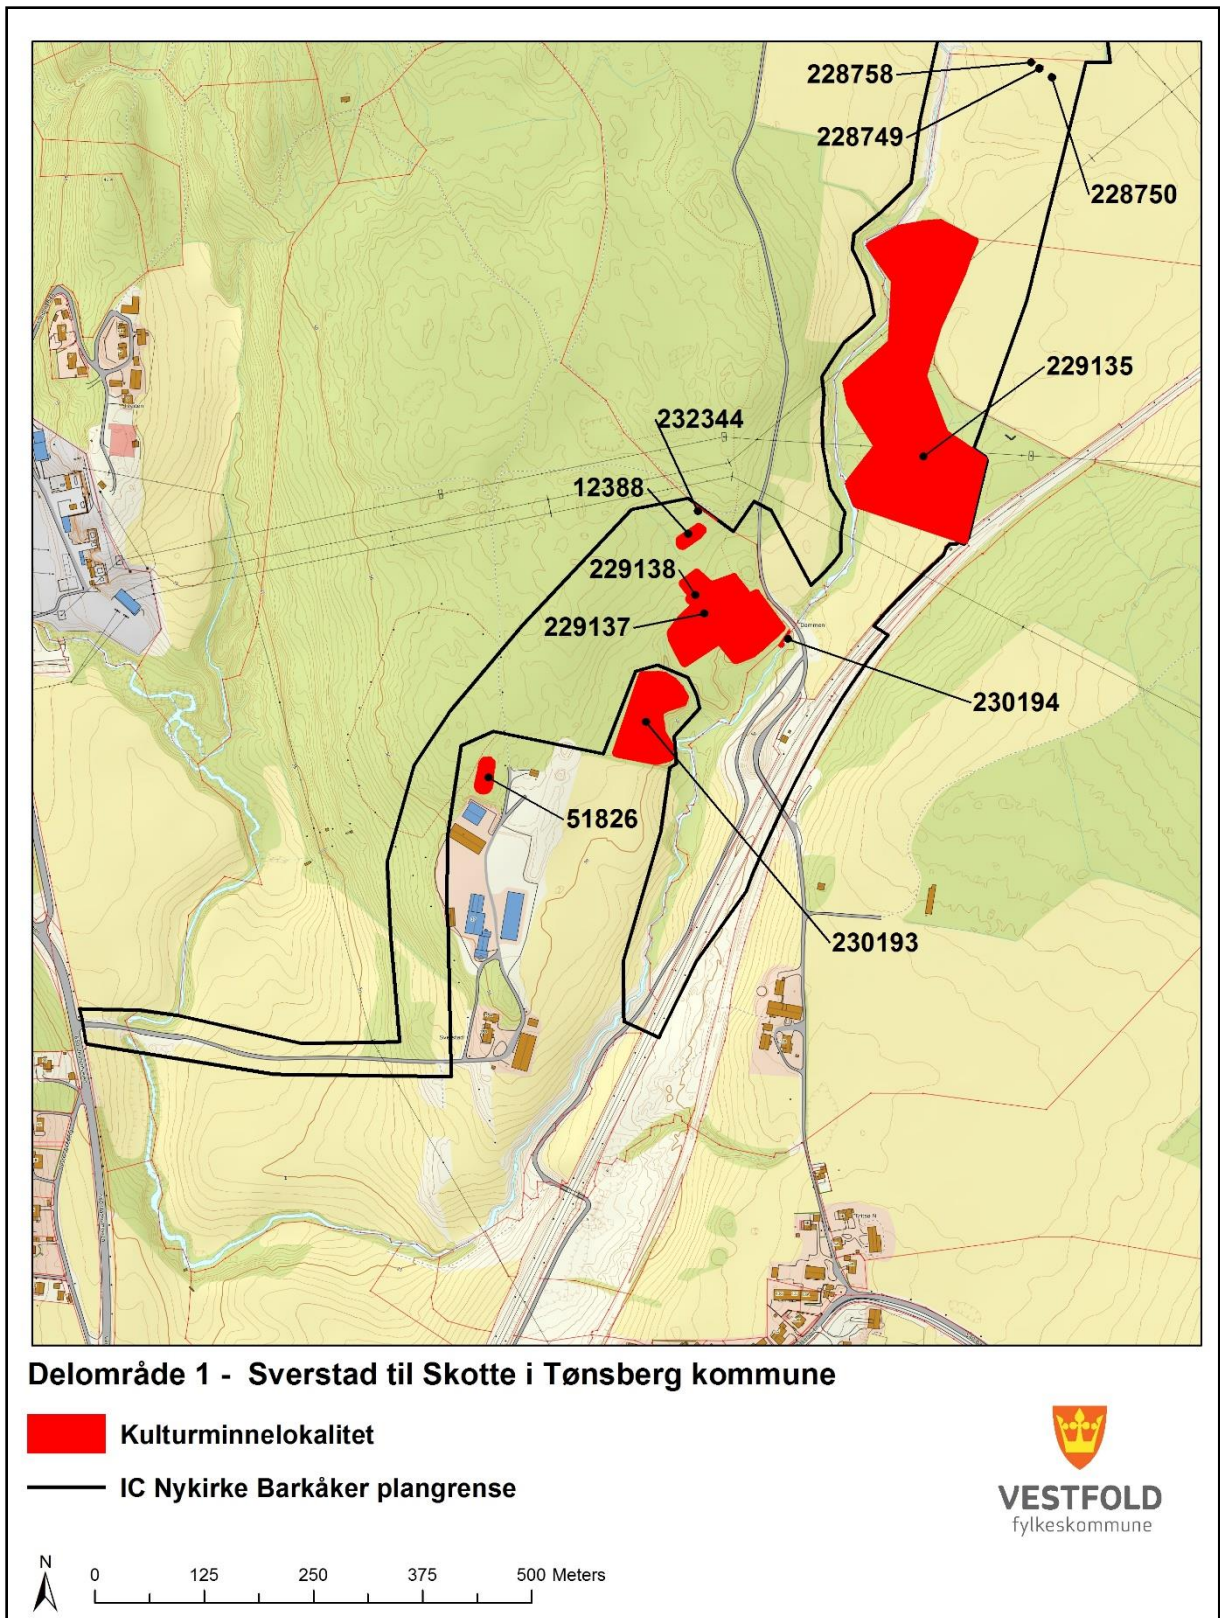 228758
228749
228750
229135
232344
12388
229138
229137
230194
51826
230193
Dammen
Delområde 1 - Sverstad til Skotte i Tønsberg kommune
Kulturminnelokalitet
IC Nykirke Barkåker plangrense
VESTFOLD
fylkeskommune
N
0 125 250 375 500 Meters